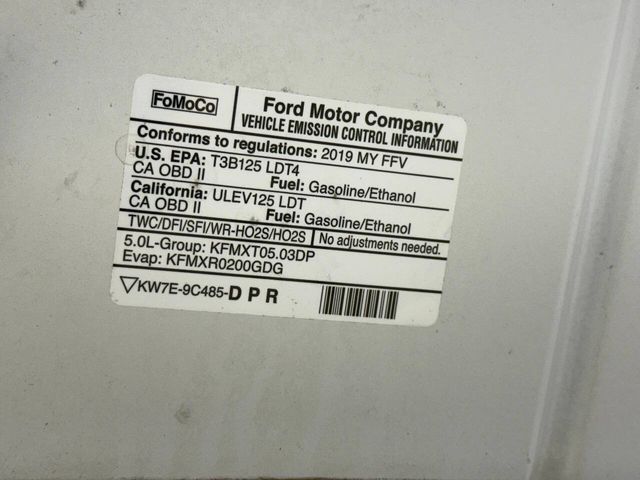 FoMoCo
Ford Motor Company
VEHICLE EMISSION CONTROL INFORMATION
Conforms to regulations: 2019 MY FFV
U.S. EPA: T3B125 LDT4
CA OBD II Fuel: Gasoline/Ethanol
California: ULEV125 LDT
CA OBD II Fuel: Gasoline/Ethanol
TWC/DFI/SFI/WR-HO2S/HO2S No adjustments needed.
5.0L-Group: KFMXT05.03DP
Evap: KFMXR0200GDG
KW7E-9C485-DPR